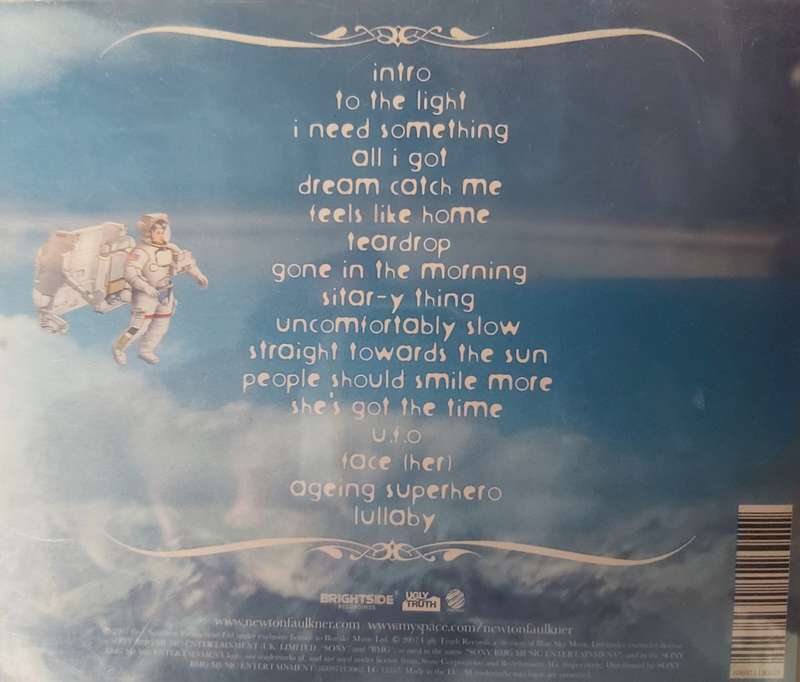 intro
to the light
i need something
all i got
dream catch me
feels like home
teardrop
gone in the morning
sitar-y thing
uncomfortably slow
straight towards the sun
people should smile more
she's got the time
u.f.o
face (her)
ageing superhero
lullaby
BRIGHTSIDE
RECORDINGS
UGLY
TRUTH
www.newtonfaulkner.com www.myspace.com/newtonfaulkner